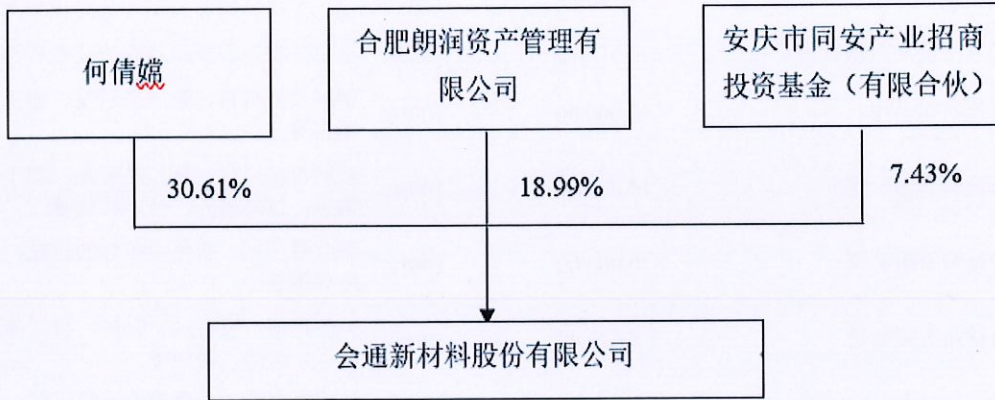 何倩嫦
合肥朗润资产管理有
限公司
安庆市同安产业招商
投资基金（有限合伙）
30.61%
18.99%
7.43%
会通新材料股份有限公司